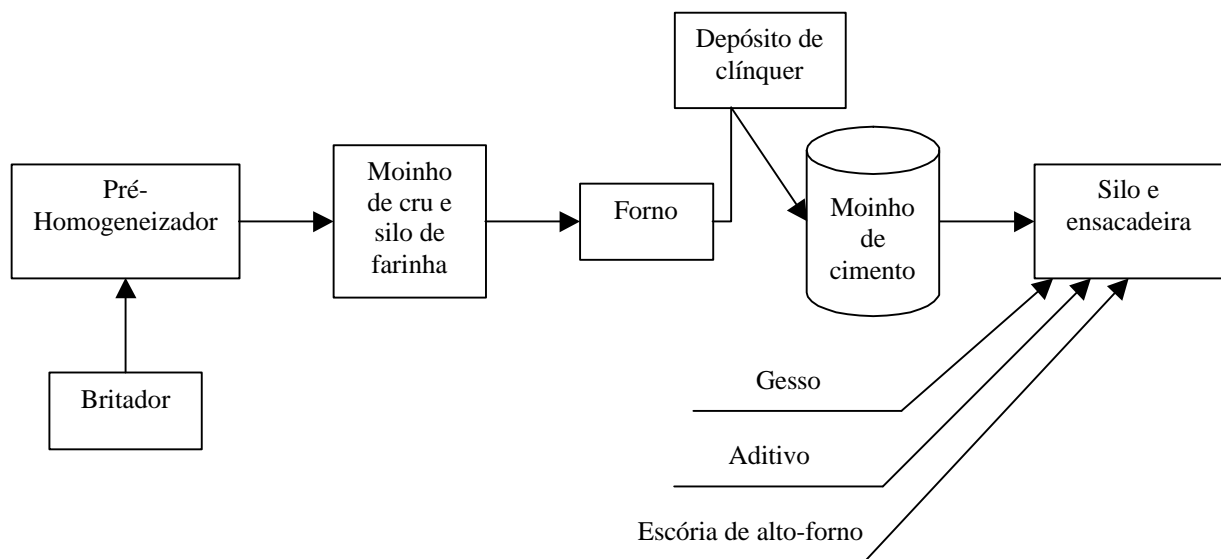 Britador
Pré-
Homogeneizador
Moinho
de cru e
silo de
farinha
Forno
Depósito de
clínquer
Moinho
de
cimento
Silo e
ensacadeira
Gesso
Aditivo
Escória de alto-forno